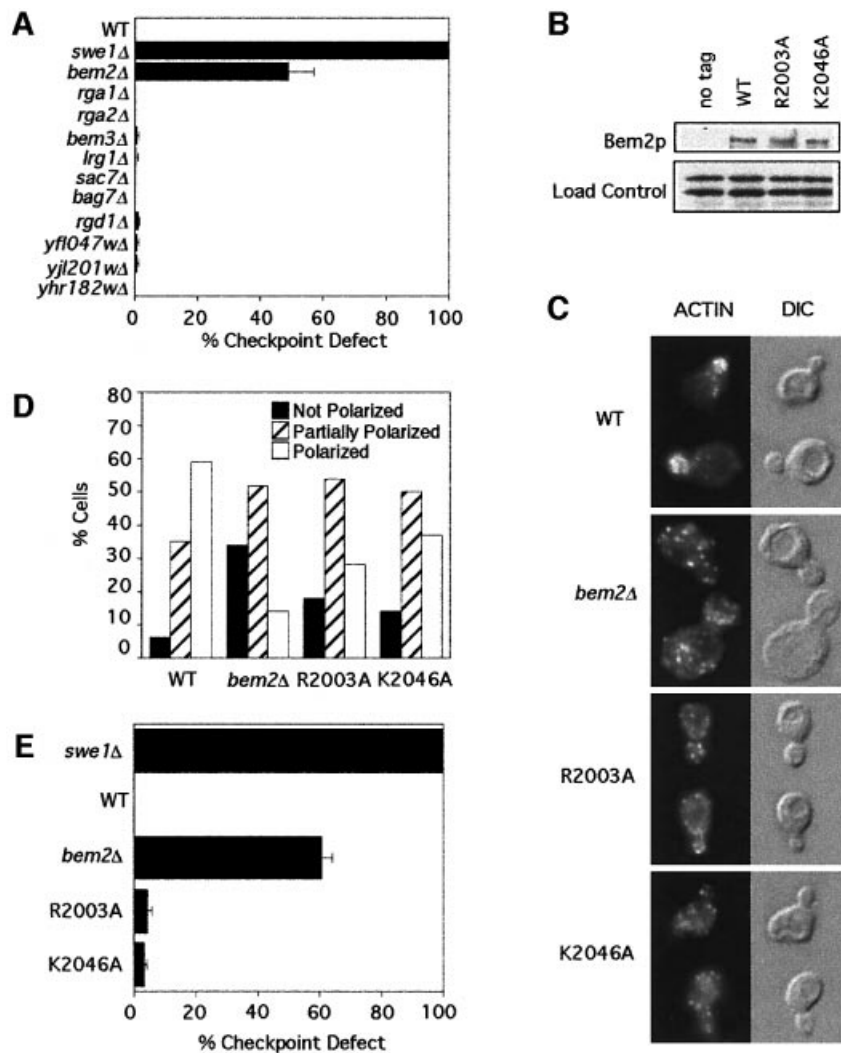 A
WT
swe1Δ
bem2Δ
rga1Δ
rga2Δ
bem3Δ
lrg1Δ
sac7Δ
bag7Δ
rgd1Δ
yfl047wΔ
yjl201wΔ
yhr182wΔ
0 20 40 60 80 100
% Checkpoint Defect
B
no tag WT R2003A K2046A
Bem2p
Load Control
C
ACTIN DIC
WT
bem2Δ
R2003A
K2046A
D
Not Polarized
Partially Polarized
Polarized
80
70
60
50
40
30
20
10
0
% Cells
WT bem2Δ R2003A K2046A
E
swe1Δ
WT
bem2Δ
R2003A
K2046A
0 20 40 60 80 100
% Checkpoint Defect